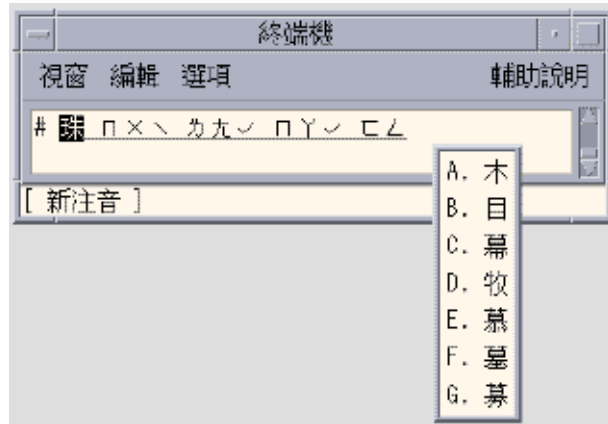 終端機
視窗 編輯 選項 輔助說明
# 珠 ㄇㄨˋ ㄌㄤˇ ㄇㄚˇ ㄈㄥ
[ 新注音 ]
A. 木
B. 目
C. 幕
D. 牧
E. 慕
F. 墓
G. 募